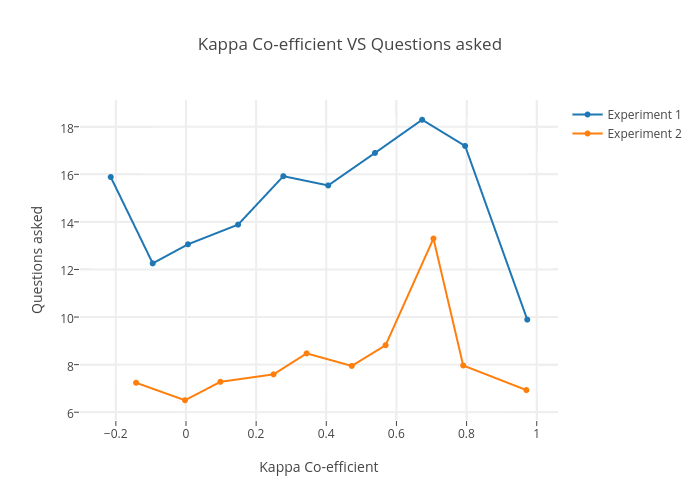 Kappa Co-efficient VS Questions asked
Experiment 1
Experiment 2
Questions asked
18
16
14
12
10
8
6
−0.2
0
0.2
0.4
0.6
0.8
1
Kappa Co-efficient